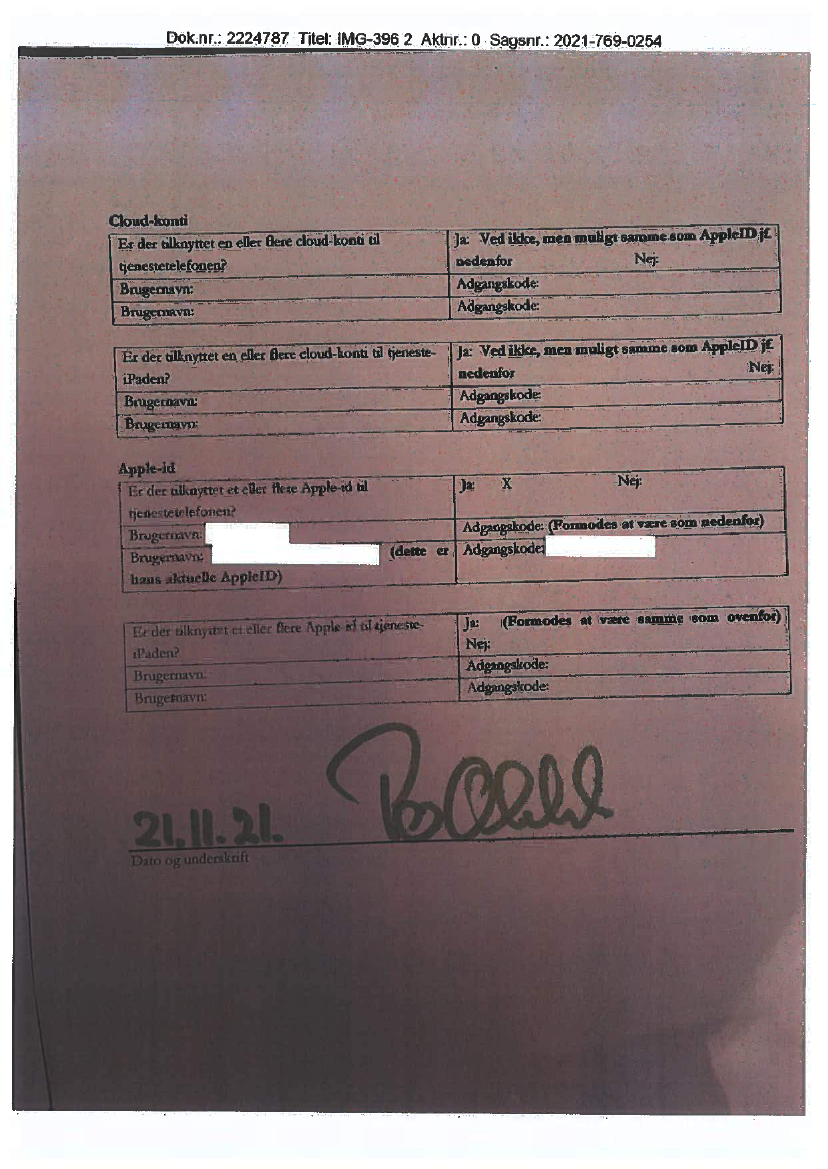 Dok.nr.: 2224787 Titel: IMG-396 2 Aktnr.: 0 Sagsnr.: 2021-769-0254
Cloud-konti
Er der tilknyttet en eller flere cloud-konti til tjenestetelefonen?
Ja: Ved ikke, men muligt samme som AppleID jf. nedenfor Nej:
Brugernavn: Adgangskode:
Brugernavn: Adgangskode:
Er der tilknyttet en eller flere cloud-konti til tjeneste-iPaden?
Ja: Ved ikke, men muligt samme som AppleID jf. nedenfor Nej:
Brugernavn: Adgangskode:
Brugernavn: Adgangskode:
Apple-id
Er der tilknyttet et eller flere Apple-id til tjenestetelefonen?
Ja: X Nej:
Brugernavn: Adgangskode: (Formodes at være som nedenfor)
Brugernavn: (dette er hans aktuelle AppleID) Adgangskode:
Er der tilknyttet et eller flere Apple-id til tjeneste-iPaden?
Ja: (Formodes at være samme som ovenfor)
Nej:
Brugernavn: Adgangskode:
Brugernavn: Adgangskode:
21.11.21.
Dato og underskrift